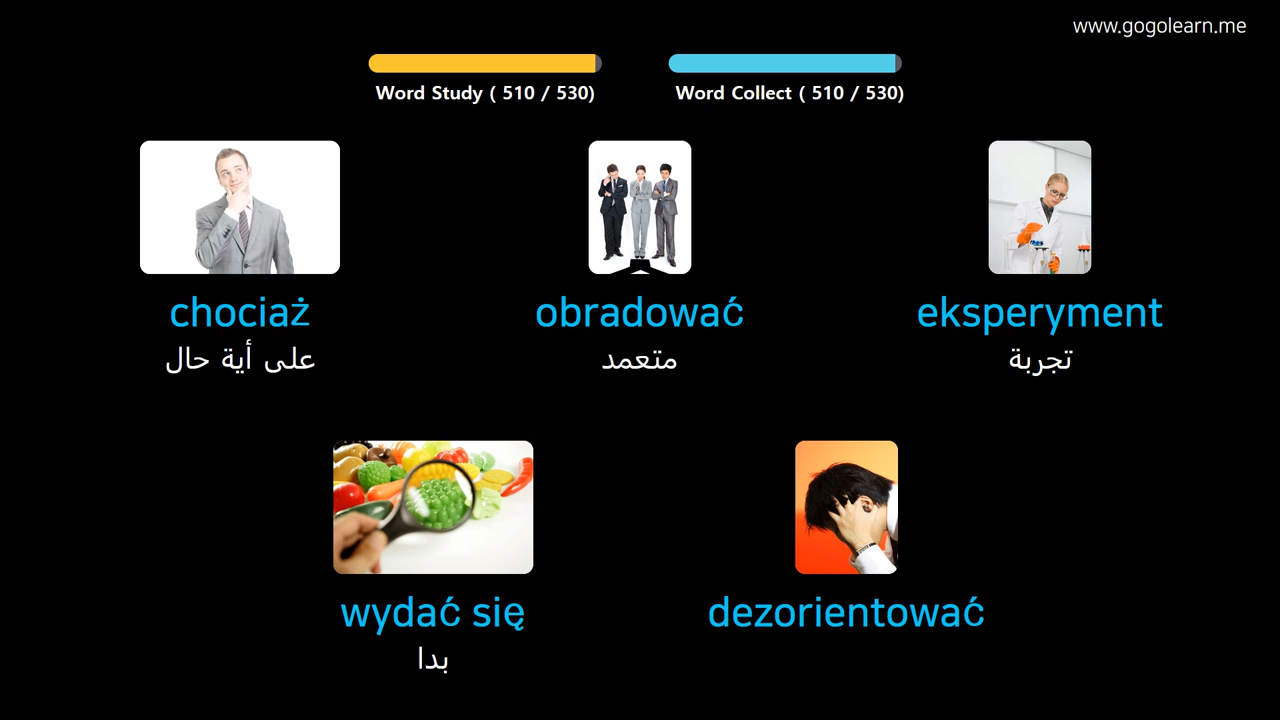 www.gogolearn.me
Word Study ( 510 / 530)
Word Collect ( 510 / 530)
chociaż
على أية حال
obradować
متعمد
eksperyment
تجربة
wydać się
بدا
dezorientować